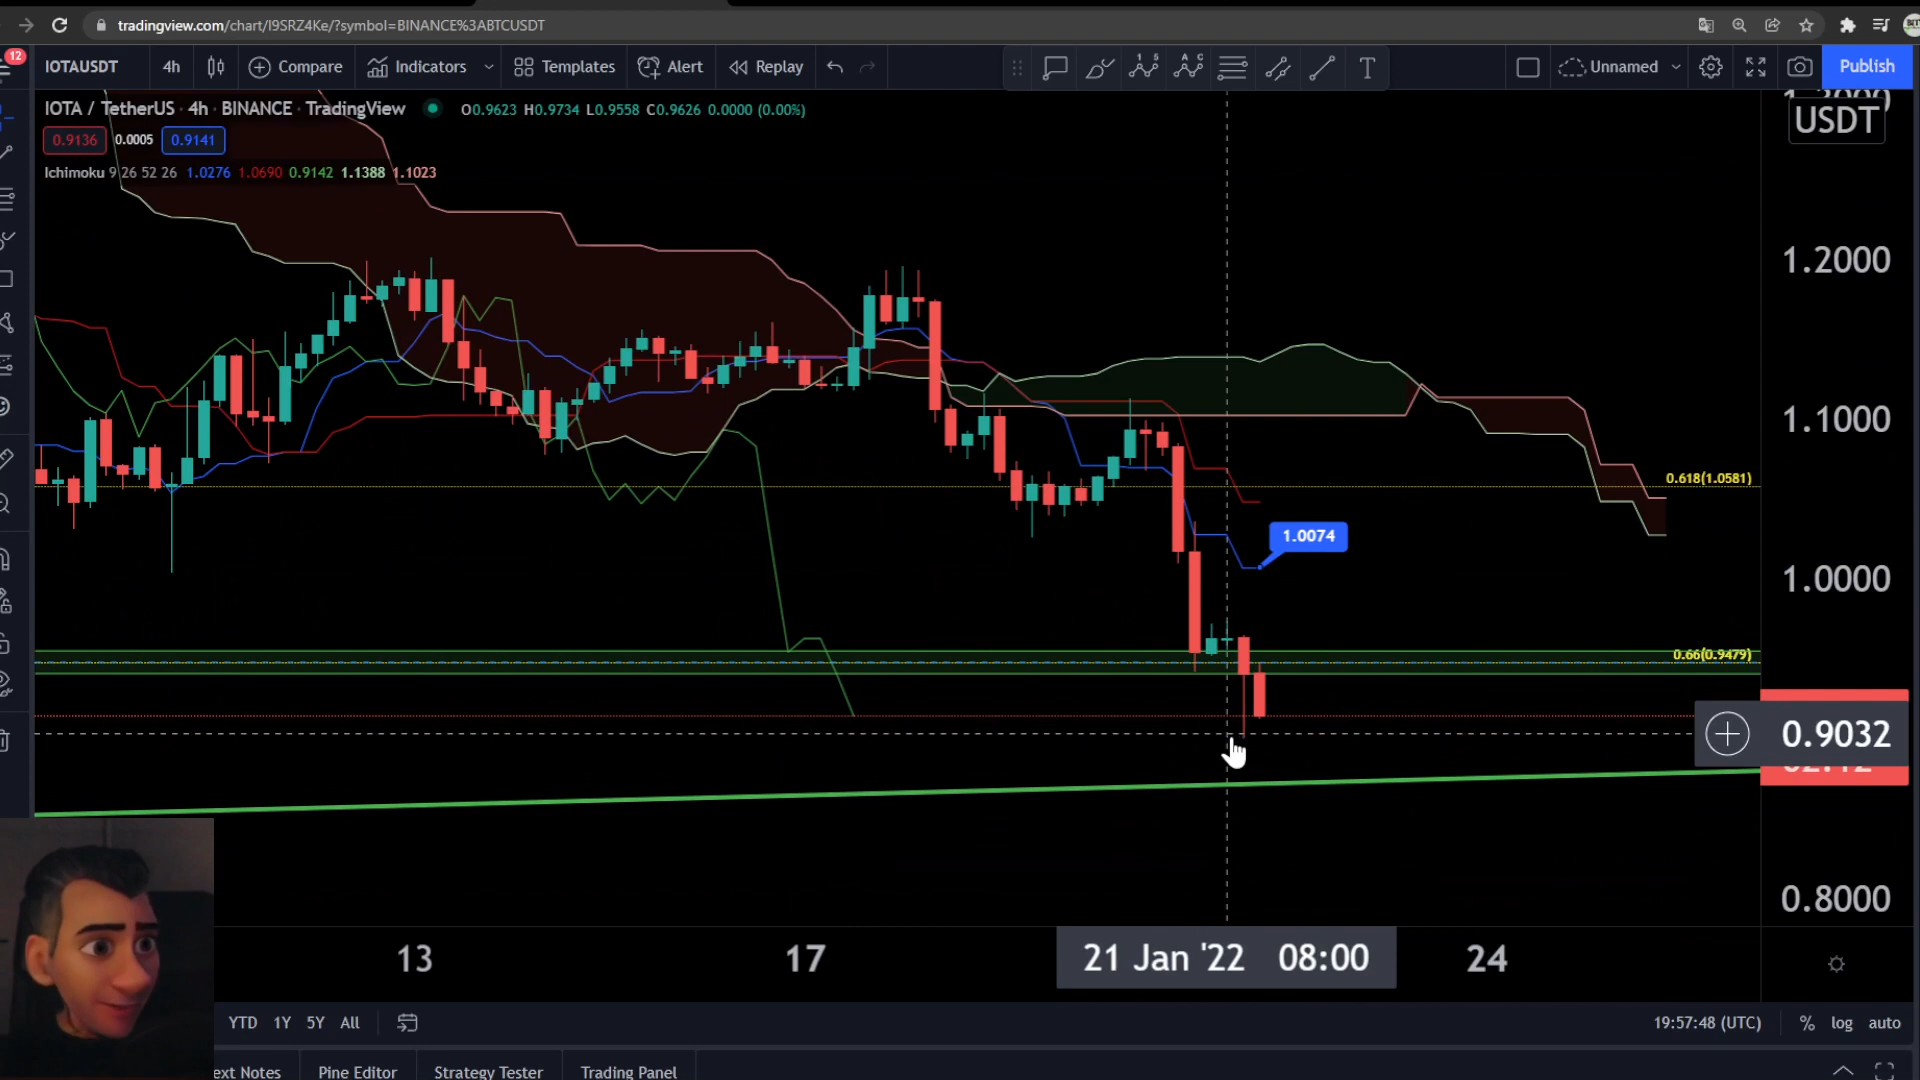 tradingview.com/chart/I9SRZ4Ke/?symbol=BINANCE%3ABTCUSDT
12
IOTAUSDT 4h Compare Indicators Templates Alert Replay Unnamed Publish
IOTA / TetherUS · 4h · BINANCE · TradingView O0.9623 H0.9734 L0.9558 C0.9626 0.0000 (0.00%)
USDT
0.9136 0.0005 0.9141
Ichimoku 9 26 52 26 1.0276 1.0690 0.9142 1.1388 1.1023
1.2000
1.1000
0.618(1.0581)
1.0074
1.0000
0.66(0.9479)
0.9032
0.8000
13 17 21 Jan '22 08:00 24
YTD 1Y 5Y All 19:57:48 (UTC) % log auto
ext Notes Pine Editor Strategy Tester Trading Panel